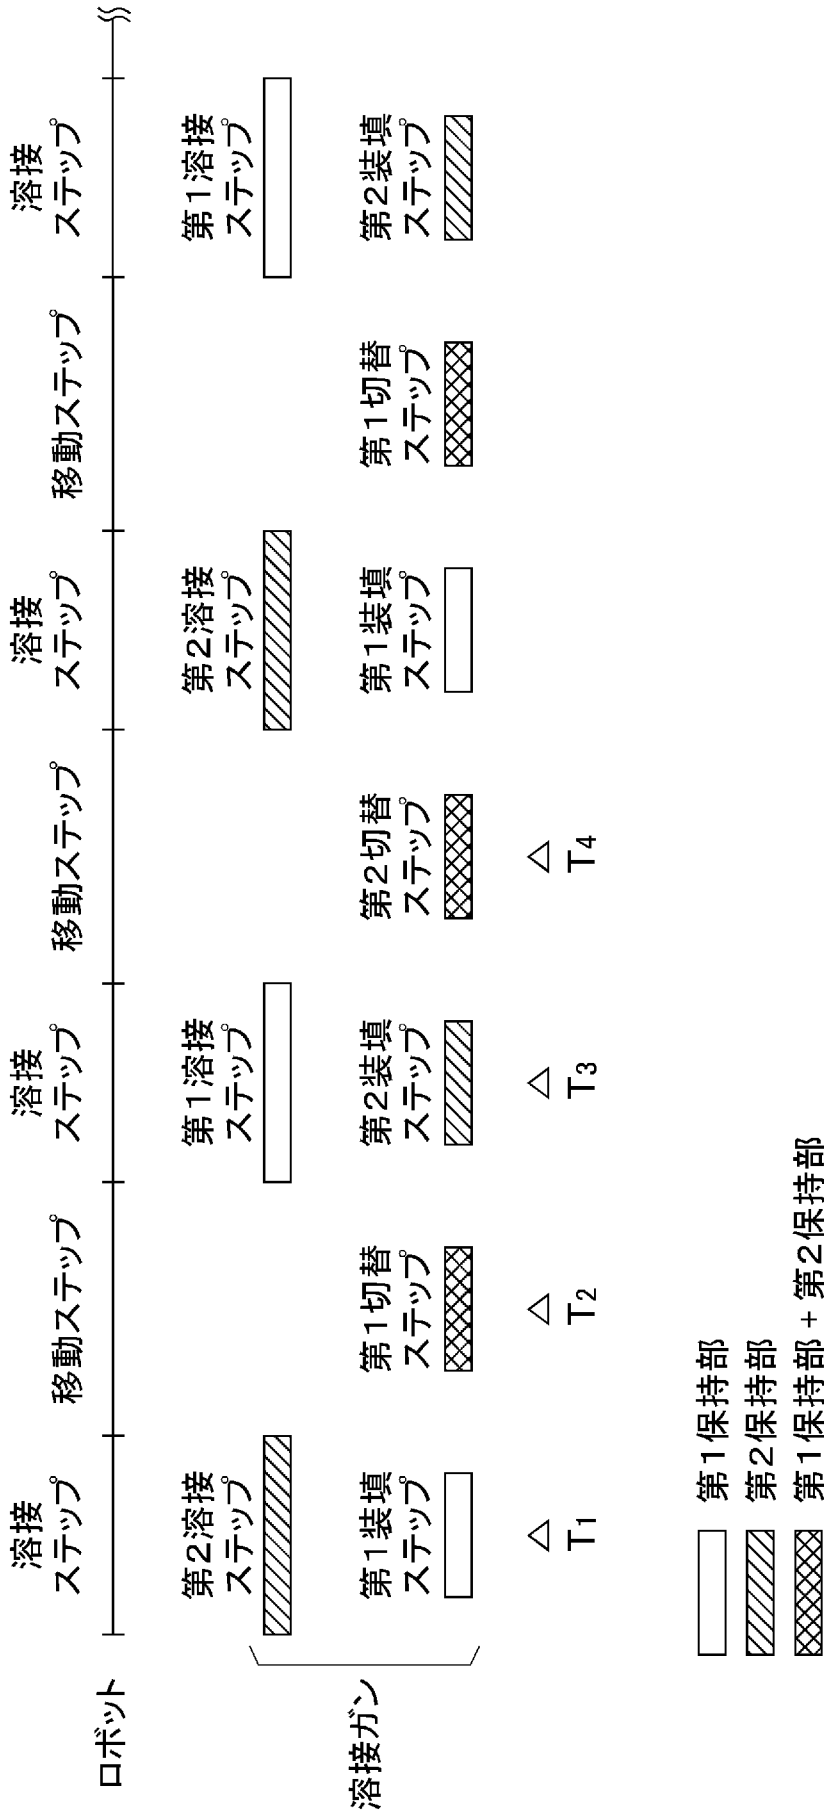 溶接
ステップ
移動ステップ
溶接
ステップ
移動ステップ
溶接
ステップ
移動ステップ
溶接
ステップ
ロボット
第2溶接
ステップ
第1溶接
ステップ
第2溶接
ステップ
第1溶接
ステップ
溶接ガン
第1装填
ステップ
第1切替
ステップ
第2装填
ステップ
第2切替
ステップ
第1装填
ステップ
第1切替
ステップ
第2装填
ステップ
T1
T2
T3
T4
第1保持部
第2保持部
第1保持部 + 第2保持部